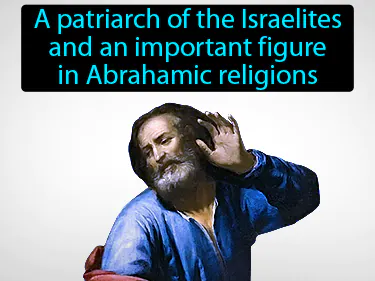 A patriarch of the Israelites
and an important figure
in Abrahamic religions